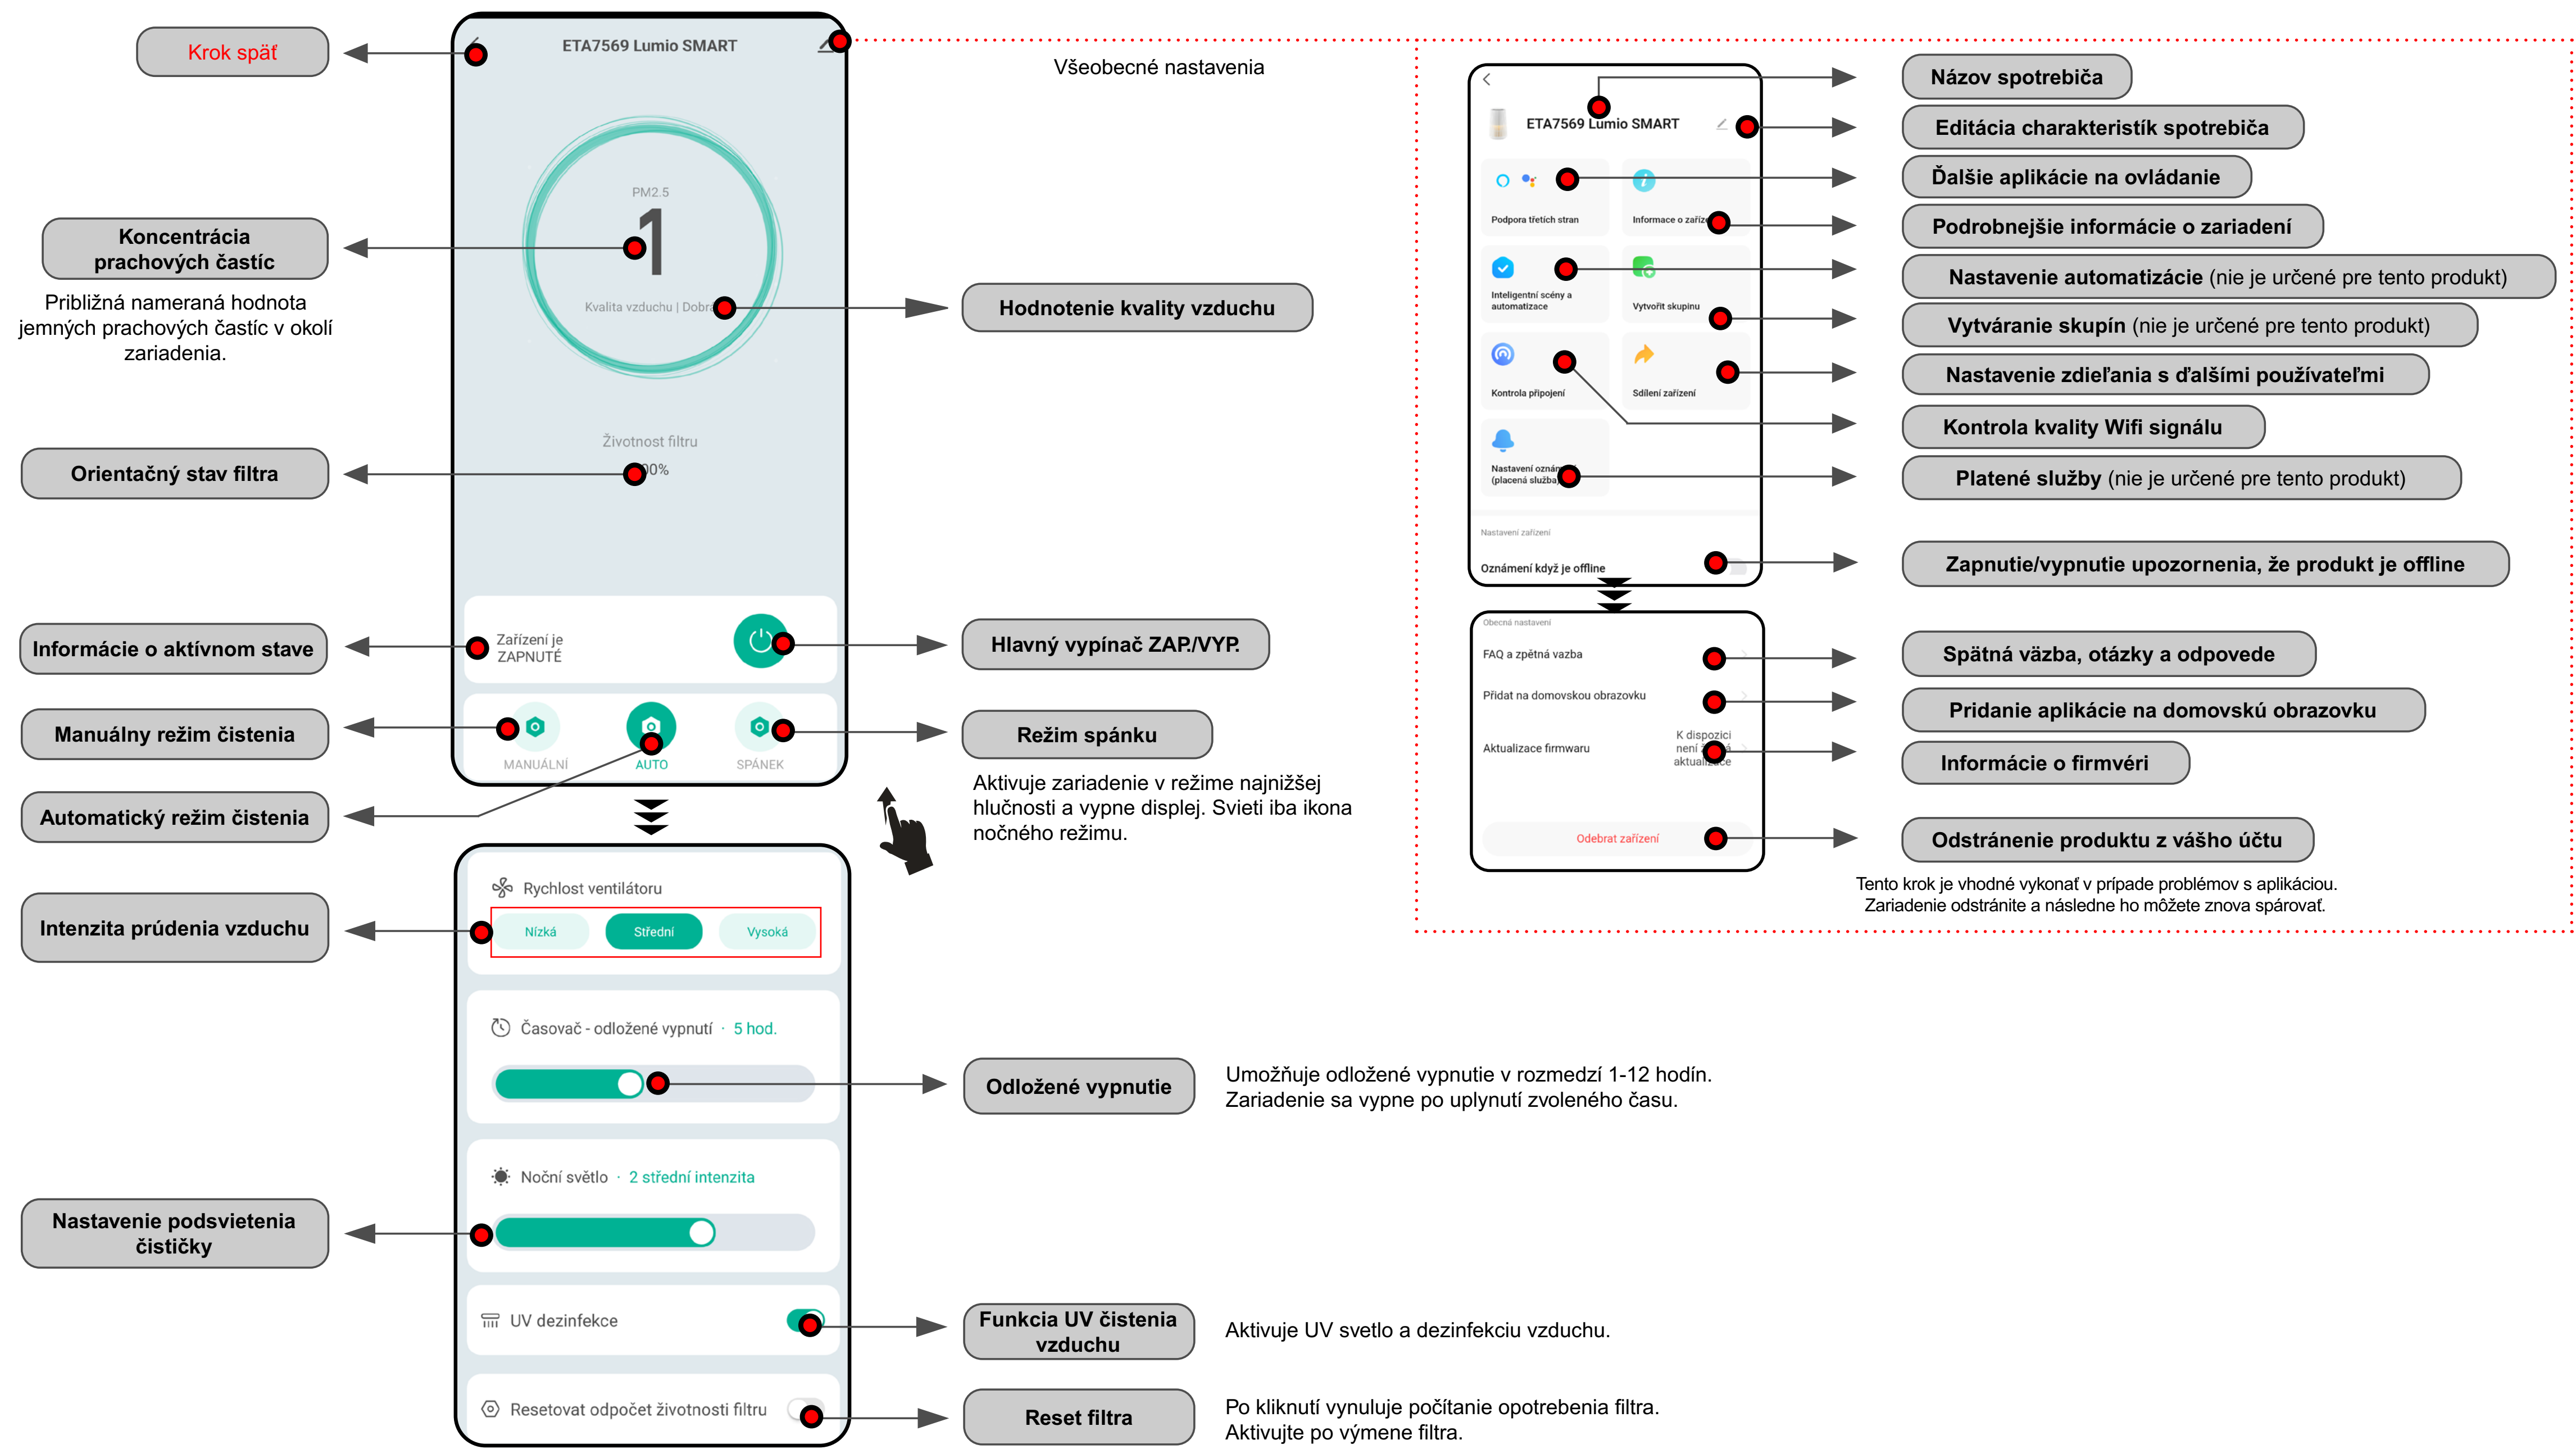 Krok späť
ETA7569 Lumio SMART
Všeobecné nastavenia
PM2.5
1
Kvalita vzduchu | Dobrá
Koncentrácia
prachových častíc
Približná nameraná hodnota
jemných prachových častíc v okolí
zariadenia.
Hodnotenie kvality vzduchu
Životnost filtru
00%
Orientačný stav filtra
Zařízení je
ZAPNUTÉ
Informácie o aktívnom stave
Hlavný vypínač ZAP./VYP.
Manuálny režim čistenia
MANUÁLNÍ
AUTO
SPÁNEK
Režim spánku
Aktivuje zariadenie v režime najnižšej
hlučnosti a vypne displej. Svieti iba ikona
nočného režimu.
Automatický režim čistenia
Rychlost ventilátoru
Nízká
Střední
Vysoká
Intenzita prúdenia vzduchu
Časovač - odložené vypnutí · 5 hod.
Odložené vypnutie
Umožňuje odložené vypnutie v rozmedzí 1-12 hodín.
Zariadenie sa vypne po uplynutí zvoleného času.
Noční světlo · 2 střední intenzita
Nastavenie podsvietenia
čističky
UV dezinfekce
Funkcia UV čistenia
vzduchu
Aktivuje UV svetlo a dezinfekciu vzduchu.
Resetovat odpočet životnosti filtru
Reset filtra
Po kliknutí vynuluje počítanie opotrebenia filtra.
Aktivujte po výmene filtra.
ETA7569 Lumio SMART
Podpora třetích stran
Informace o
Inteligentní scény a
automatizace
Vytvořit skupinu
Kontrola připojení
Sdílení zařízení
Nastavení
(placená služba)
Nastavení zařízení
Oznámení když je offline
Obecná nastavení
FAQ a zpětná vazba
Přidat na domovskou obrazovku
Aktualizace firmwaru
K dispozici
není
Odebrat zařízení
Názov spotrebiča
Editácia charakteristík spotrebiča
Ďalšie aplikácie na ovládanie
Podrobnejšie informácie o zariadení
Nastavenie automatizácie (nie je určené pre tento produkt)
Vytváranie skupín (nie je určené pre tento produkt)
Nastavenie zdieľania s ďalšími používateľmi
Kontrola kvality Wifi signálu
Platené služby (nie je určené pre tento produkt)
Zapnutie/vypnutie upozornenia, že produkt je offline
Spätná väzba, otázky a odpovede
Pridanie aplikácie na domovskú obrazovku
Informácie o firmvéri
Odstránenie produktu z vášho účtu
Tento krok je vhodné vykonať v prípade problémov s aplikáciou.
Zariadenie odstránite a následne ho môžete znova spárovať.